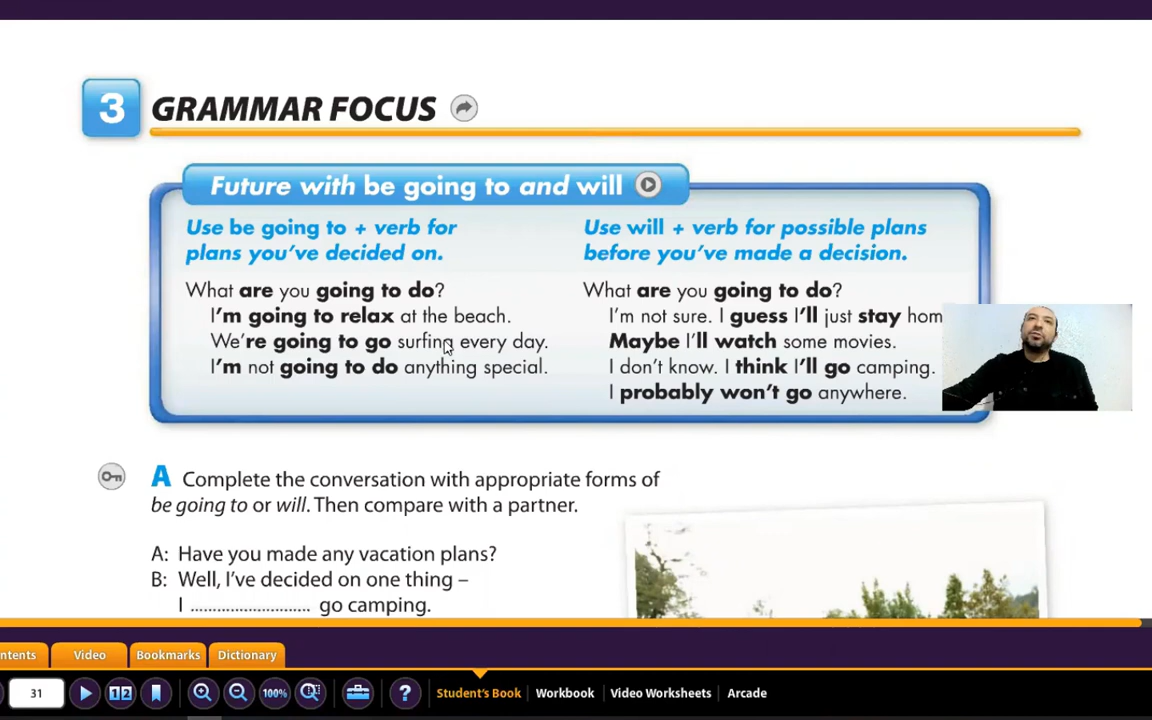 3 GRAMMAR FOCUS
Future with be going to and will
Use be going to + verb for
plans you've decided on.
What are you going to do?
I'm going to relax at the beach.
We're going to go surfing every day.
I'm not going to do anything special.
Use will + verb for possible plans
before you've made a decision.
What are you going to do?
I'm not sure. I guess I'll just stay hom
Maybe I'll watch some movies.
I don't know. I think I'll go camping.
I probably won't go anywhere.
A Complete the conversation with appropriate forms of
be going to or will. Then compare with a partner.
A: Have you made any vacation plans?
B: Well, I've decided on one thing –
I .......................... go camping.
ntents Video Bookmarks Dictionary
31 12 100% ? Student's Book Workbook Video Worksheets Arcade